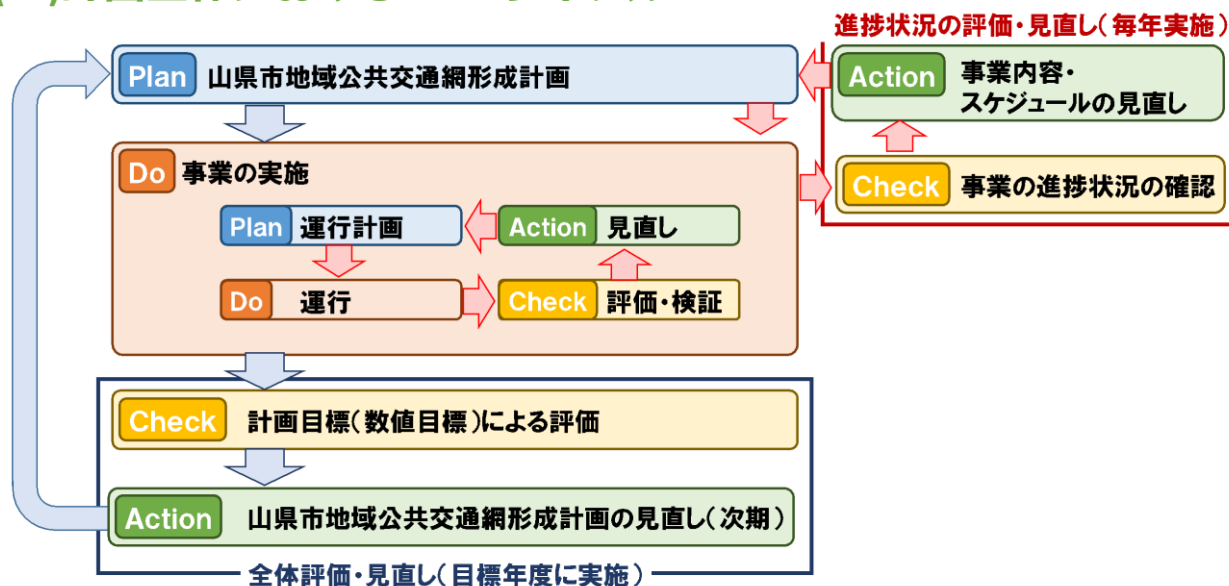 進捗状況の評価・見直し(毎年実施)
Plan 山県市地域公共交通網形成計画
Action 事業内容・
スケジュールの見直し
Do 事業の実施
Check 事業の進捗状況の確認
Plan 運行計画
Action 見直し
Do 運行
Check 評価・検証
Check 計画目標(数値目標)による評価
Action 山県市地域公共交通網形成計画の見直し(次期)
全体評価・見直し(目標年度に実施)